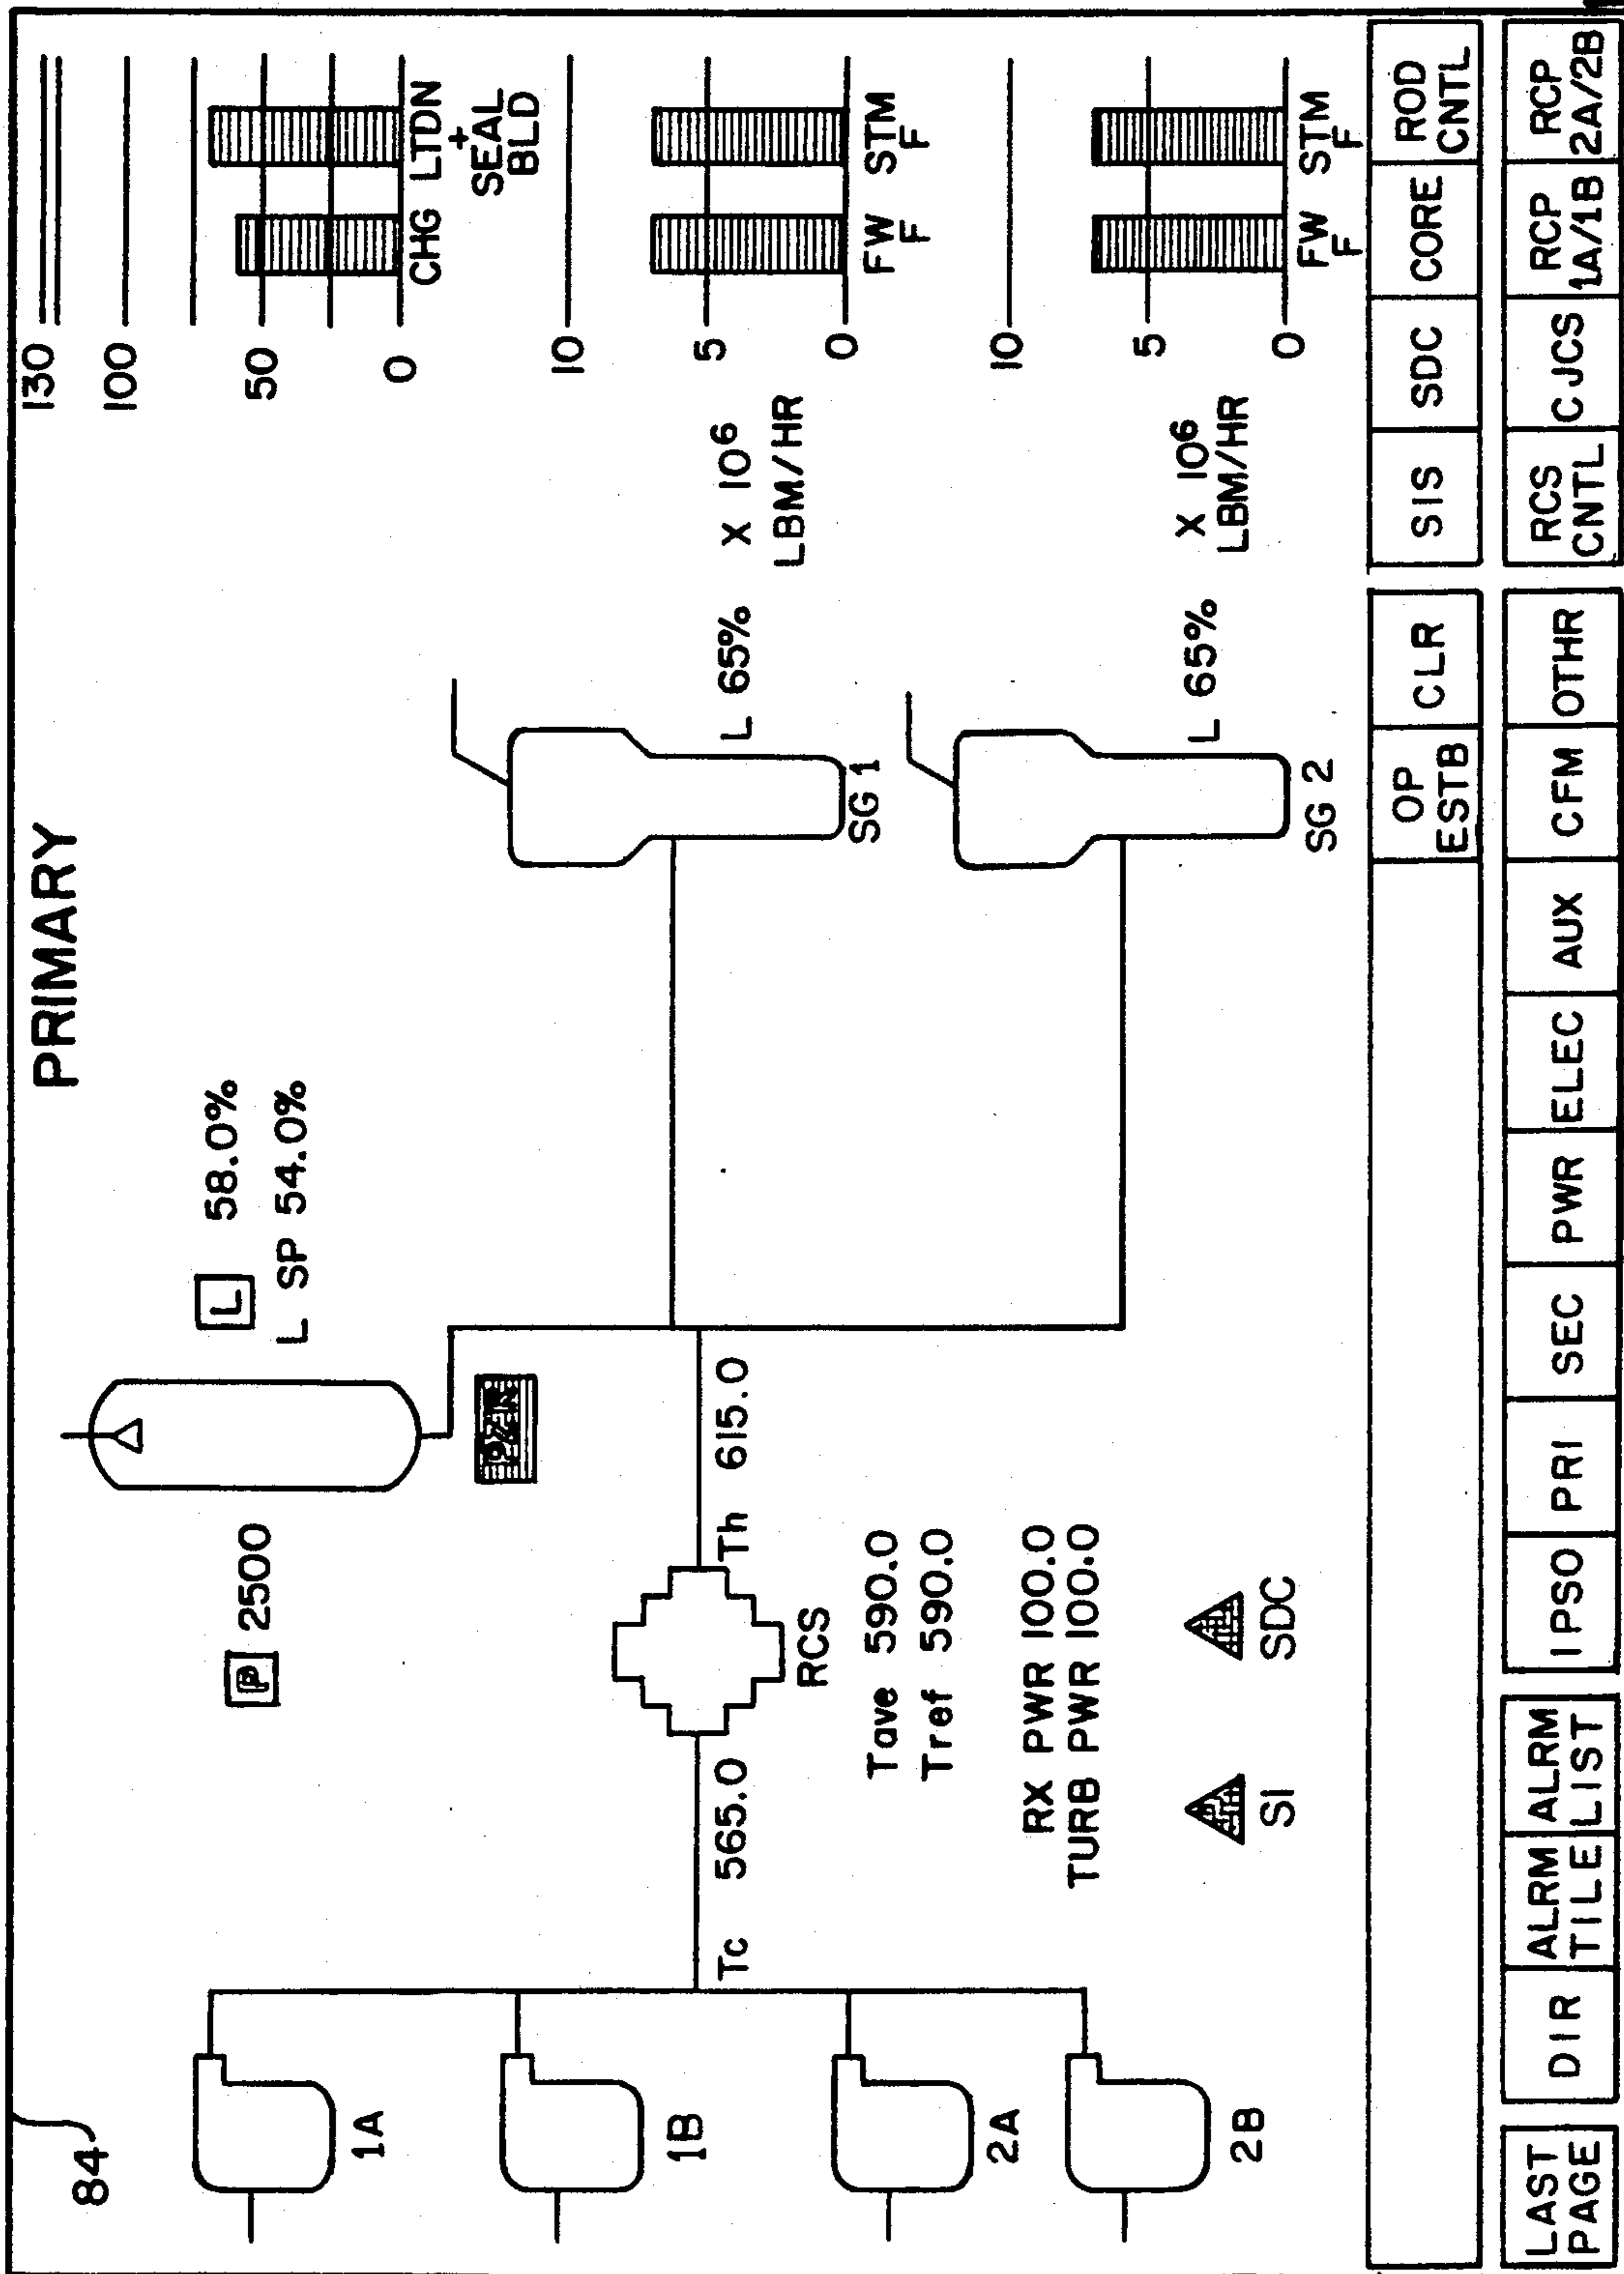 84
PRIMARY
130
100
50
0
CHG
LTDN
+
SEAL
BLD
P 2500
L 58.0%
L SP 54.0%
1A
1B
2A
2B
Tc 565.0
RCS
Th 615.0
Tave 590.0
Tref 590.0
RX PWR 100.0
TURB PWR 100.0
SI
SDC
SG 1
L 65%
X 10⁶
LBM/HR
10
5
0
FW
F
STM
F
SG 2
L 65%
X 10⁶
LBM/HR
10
5
0
FW
F
STM
F
OP
ESTB
CLR
SIS
SDC
CORE
ROD
CNTL
LAST
PAGE
DIR
ALRM
TILE
ALRM
LIST
IPSO
PRI
SEC
PWR
ELEC
AUX
CFM
OTHR
RCS
CNTL
CJCS
RCP
1A/1B
RCP
2A/2B